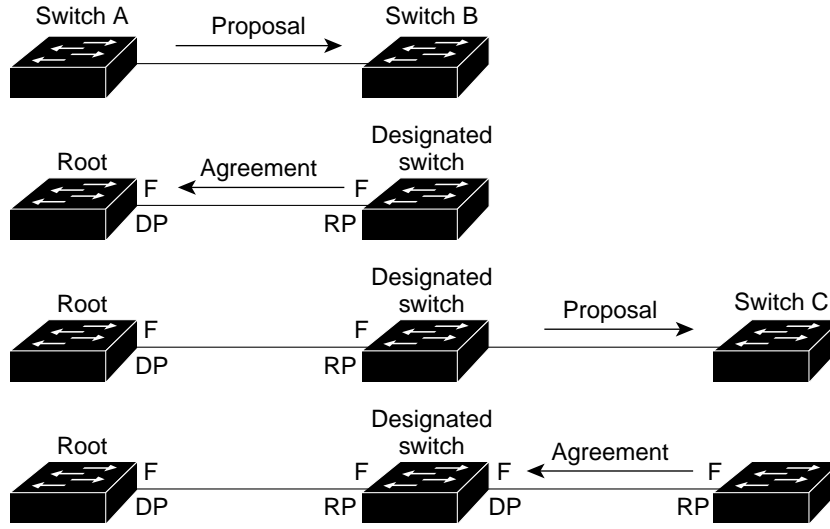 Switch A
Proposal
Switch B
Root
F
Agreement
F
Designated
switch
DP
RP
Root
F
F
Designated
switch
Proposal
Switch C
DP
RP
Root
F
F
Designated
switch
F
Agreement
F
DP
RP
DP
RP